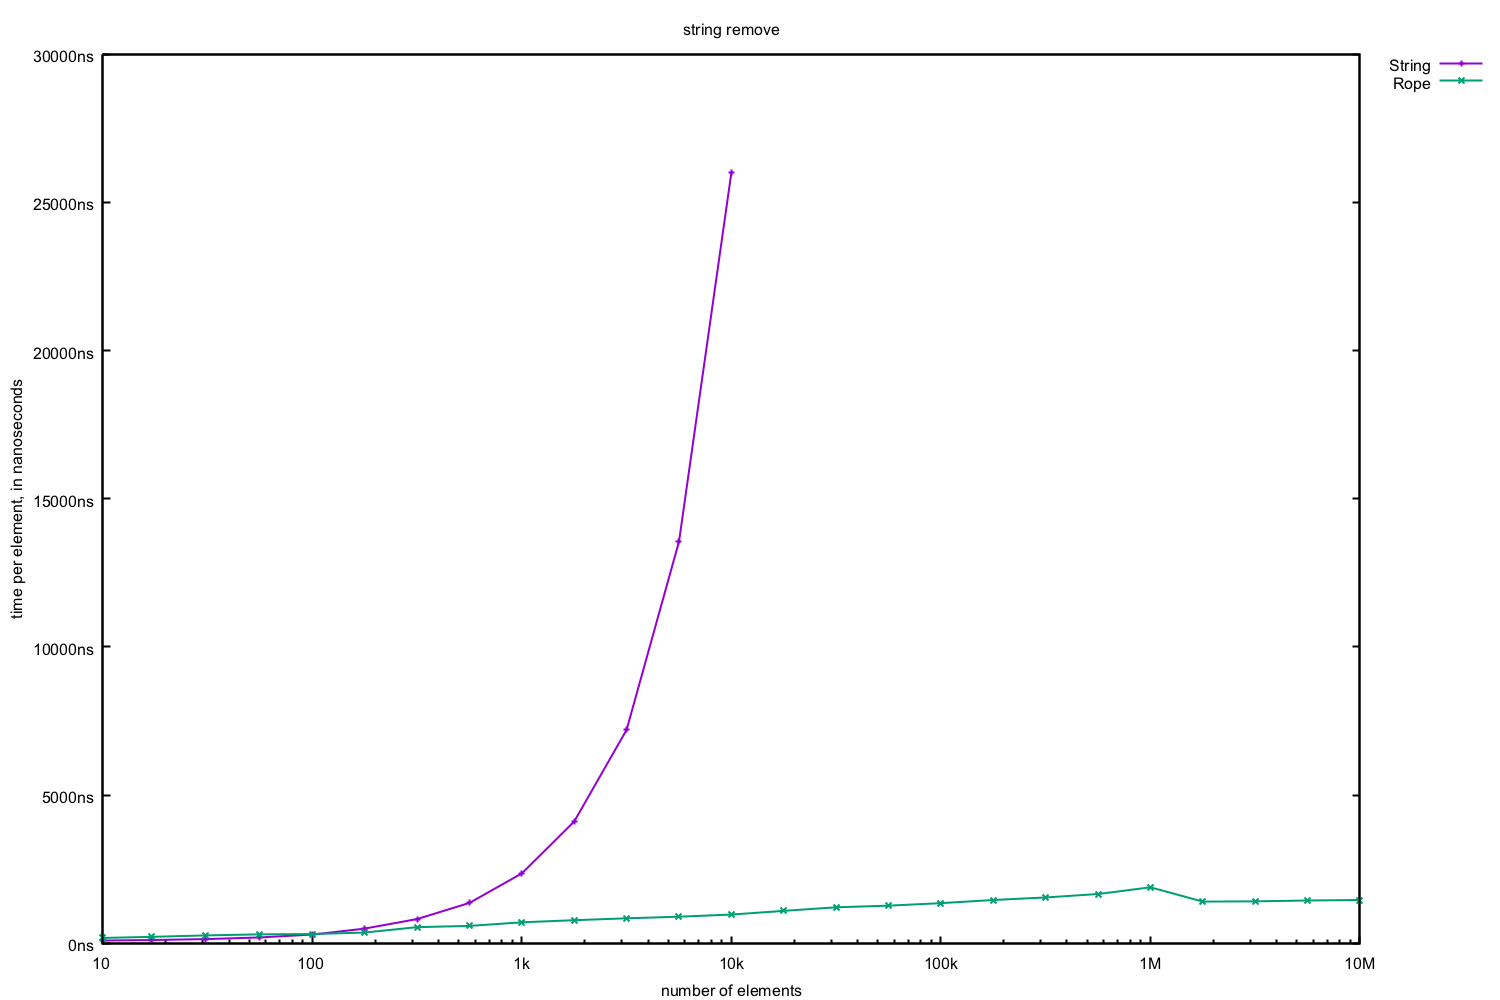 string remove
30000ns
25000ns
20000ns
15000ns
10000ns
5000ns
0ns
time per element, in nanoseconds
10 100 1k 10k 100k 1M 10M
number of elements
String
Rope